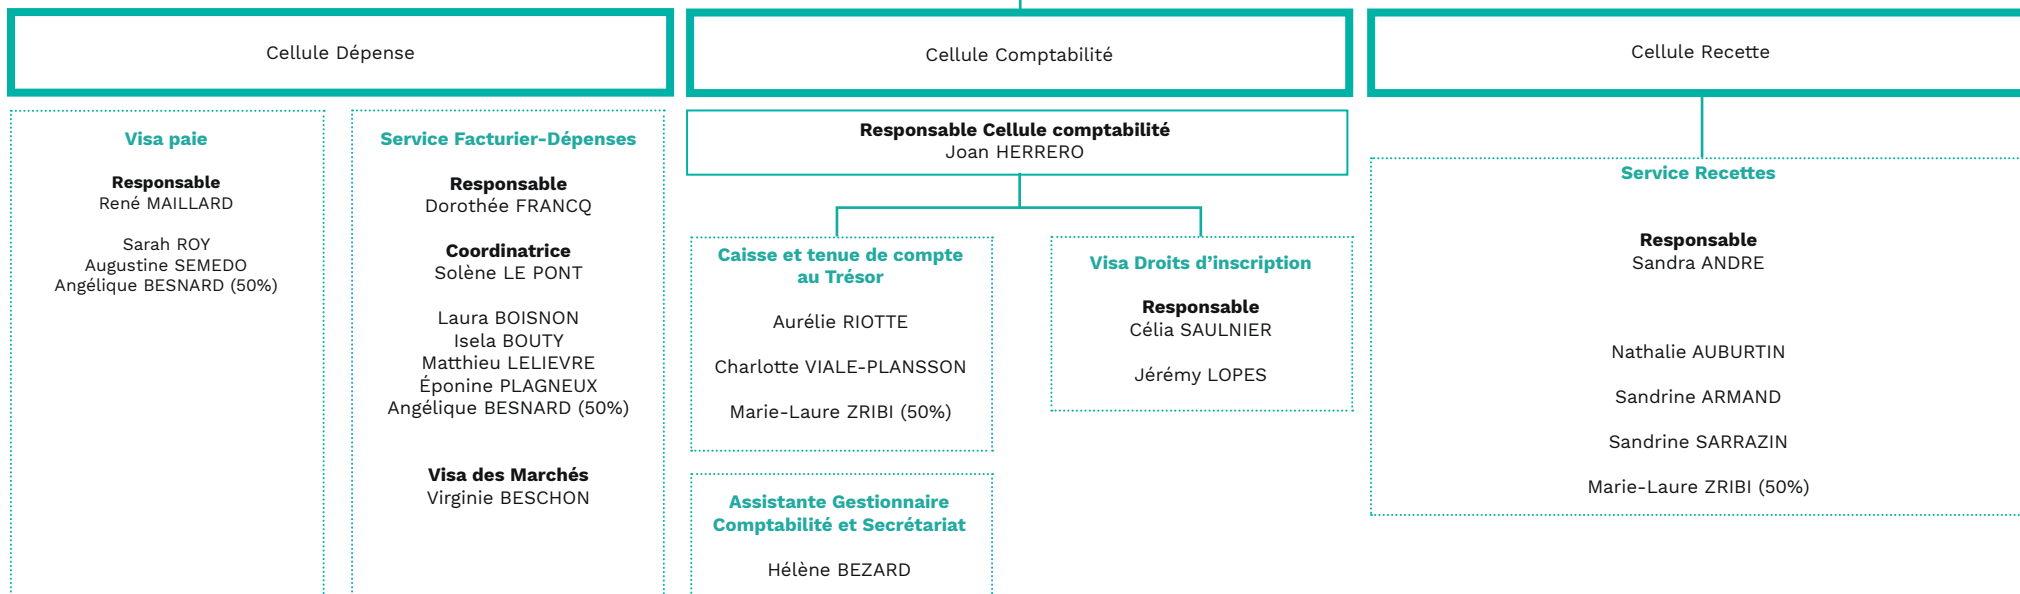 Cellule Dépense
Visa paie
Responsable
René MAILLARD
Sarah ROY
Augustine SEMEDO
Angélique BESNARD (50%)
Service Facturier-Dépenses
Responsable
Dorothée FRANCQ
Coordinatrice
Solène LE PONT
Laura BOISNON
Isela BOUTY
Matthieu LELIEVRE
Éponine PLAGNEUX
Angélique BESNARD (50%)
Visa des Marchés
Virginie BESCHON
Cellule Comptabilité
Responsable Cellule comptabilité
Joan HERRERO
Caisse et tenue de compte
au Trésor
Aurélie RIOTTE
Charlotte VIALE-PLANSSON
Marie-Laure ZRIBI (50%)
Assistante Gestionnaire
Comptabilité et Secrétariat
Hélène BEZARD
Visa Droits d’inscription
Responsable
Célia SAULNIER
Jérémy LOPES
Cellule Recette
Service Recettes
Responsable
Sandra ANDRE
Nathalie AUBURTIN
Sandrine ARMAND
Sandrine SARRAZIN
Marie-Laure ZRIBI (50%)